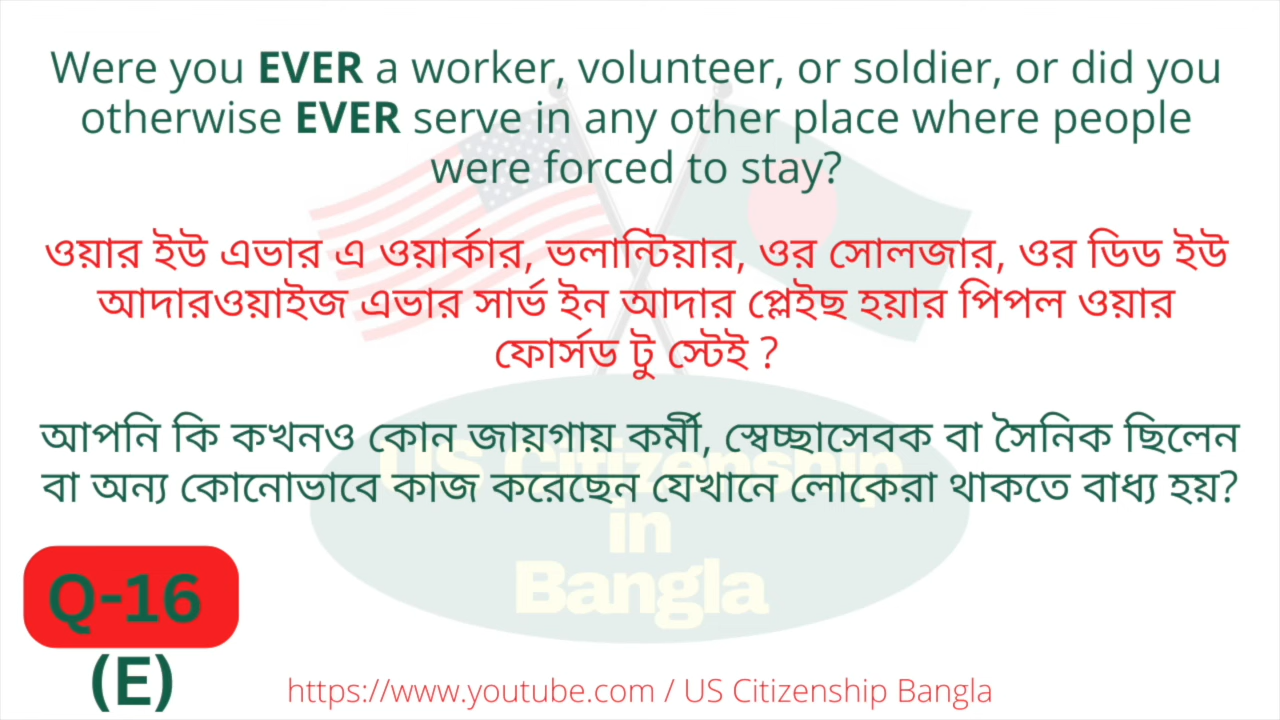 Were you EVER a worker, volunteer, or soldier, or did you
otherwise EVER serve in any other place where people
were forced to stay?
ওয়ার ইউ এভার এ ওয়ার্কার, ভলান্টিয়ার, ওর সোলজার, ওর ডিড ইউ
আদারওয়াইজ এভার সার্ভ ইন আদার প্লেইছ হয়ার পিপল ওয়ার
ফোর্সড টু স্টেই ?
আপনি কি কখনও কোন জায়গায় কর্মী, স্বেচ্ছাসেবক বা সৈনিক ছিলেন
বা অন্য কোনোভাবে কাজ করেছেন যেখানে লোকেরা থাকতে বাধ্য হয়?
US Citizenship
in
Bangla
Q-16
(E)
https://www.youtube.com / US Citizenship Bangla